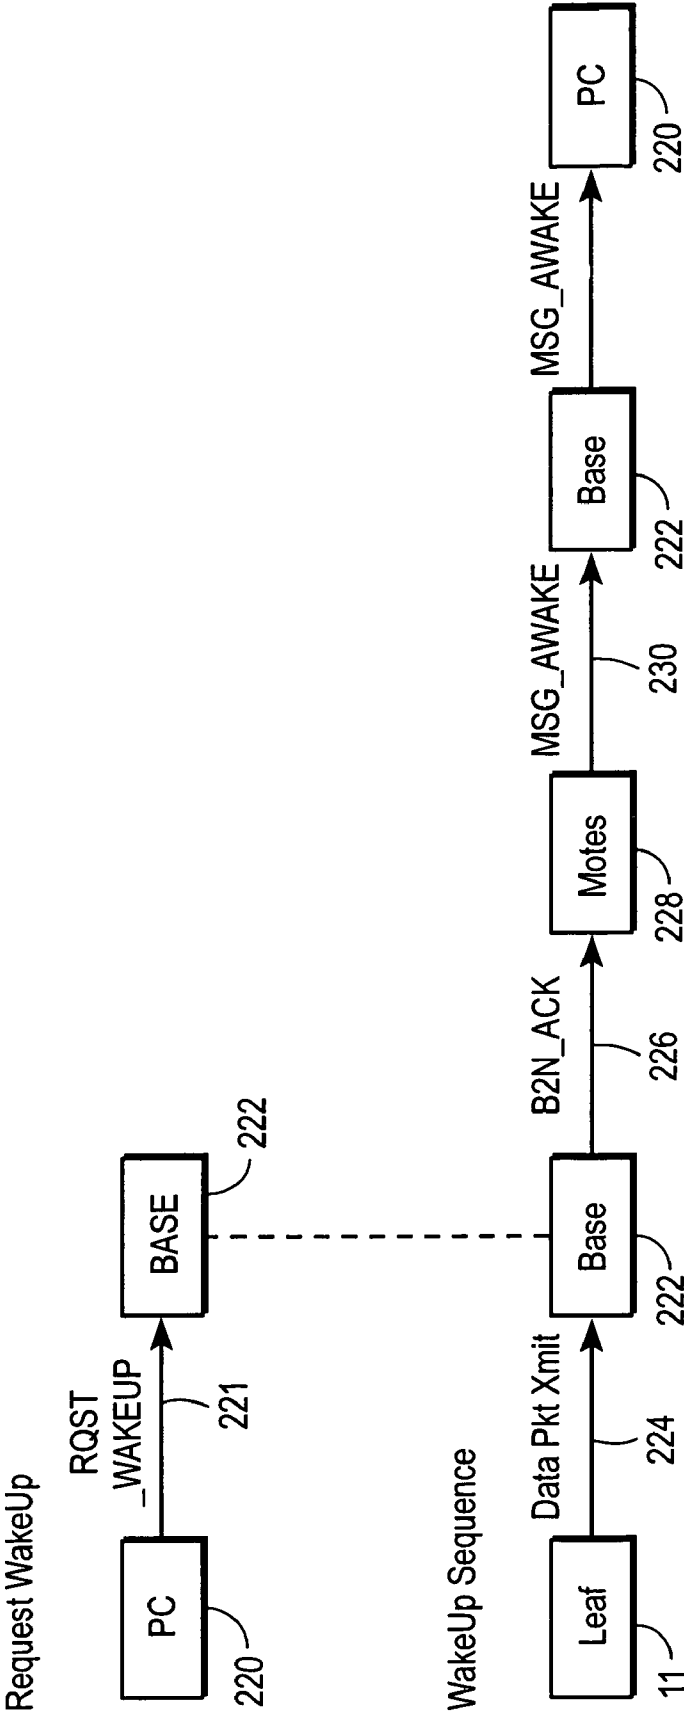 Request WakeUp
RQST
_WAKEUP
PC
BASE
220
221
222
WakeUp Sequence
Data Pkt Xmit
B2N_ACK
MSG_AWAKE
MSG_AWAKE
Leaf
Base
Motes
Base
PC
11
224
222
226
228
230
222
220